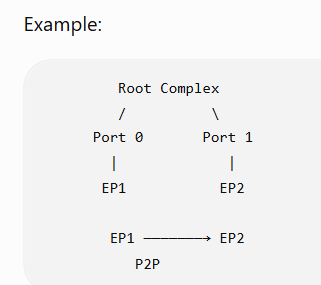 Example:
Root Complex
/ \
Port 0 Port 1
| |
EP1 EP2
EP1 ———————→ EP2
P2P